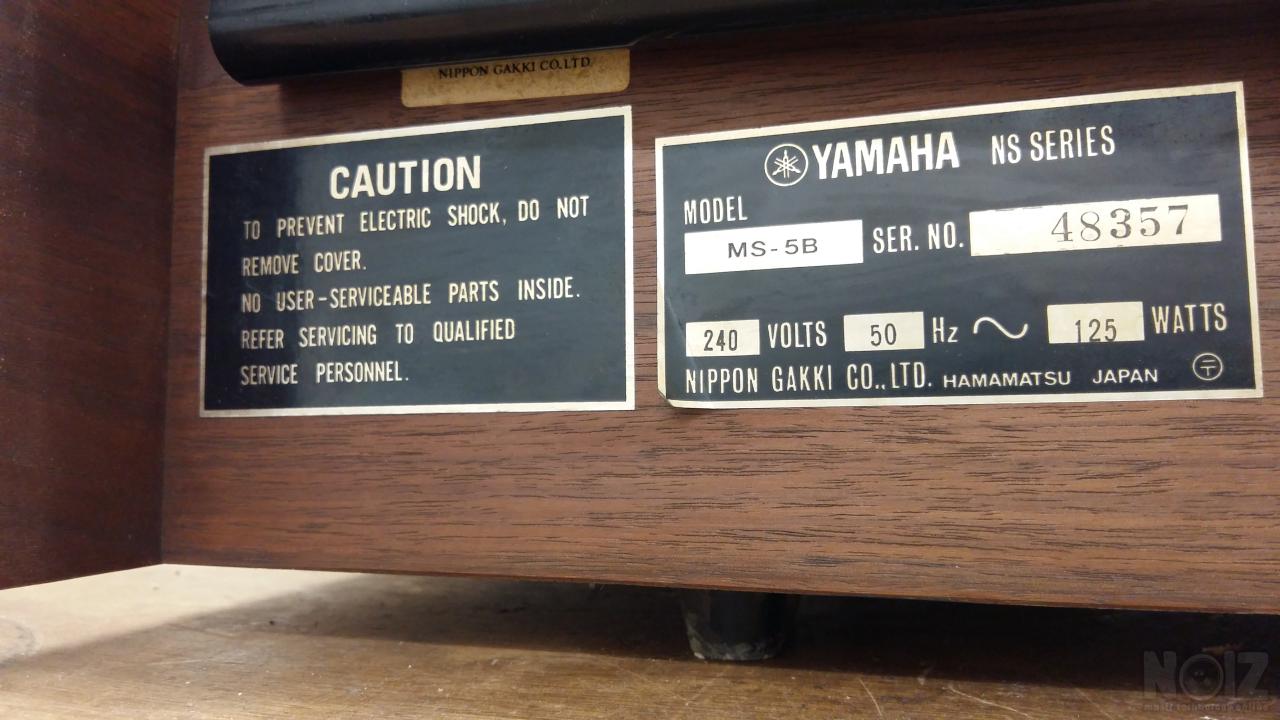 NIPPON GAKKI CO.LTD.
CAUTION
TO PREVENT ELECTRIC SHOCK, DO NOT
REMOVE COVER.
NO USER-SERVICEABLE PARTS INSIDE.
REFER SERVICING TO QUALIFIED
SERVICE PERSONNEL.
YAMAHA NS SERIES
MODEL
MS-5B SER. NO. 48357
240 VOLTS 50 Hz 125 WATTS
NIPPON GAKKI CO.,LTD. HAMAMATSU JAPAN
NOIZ